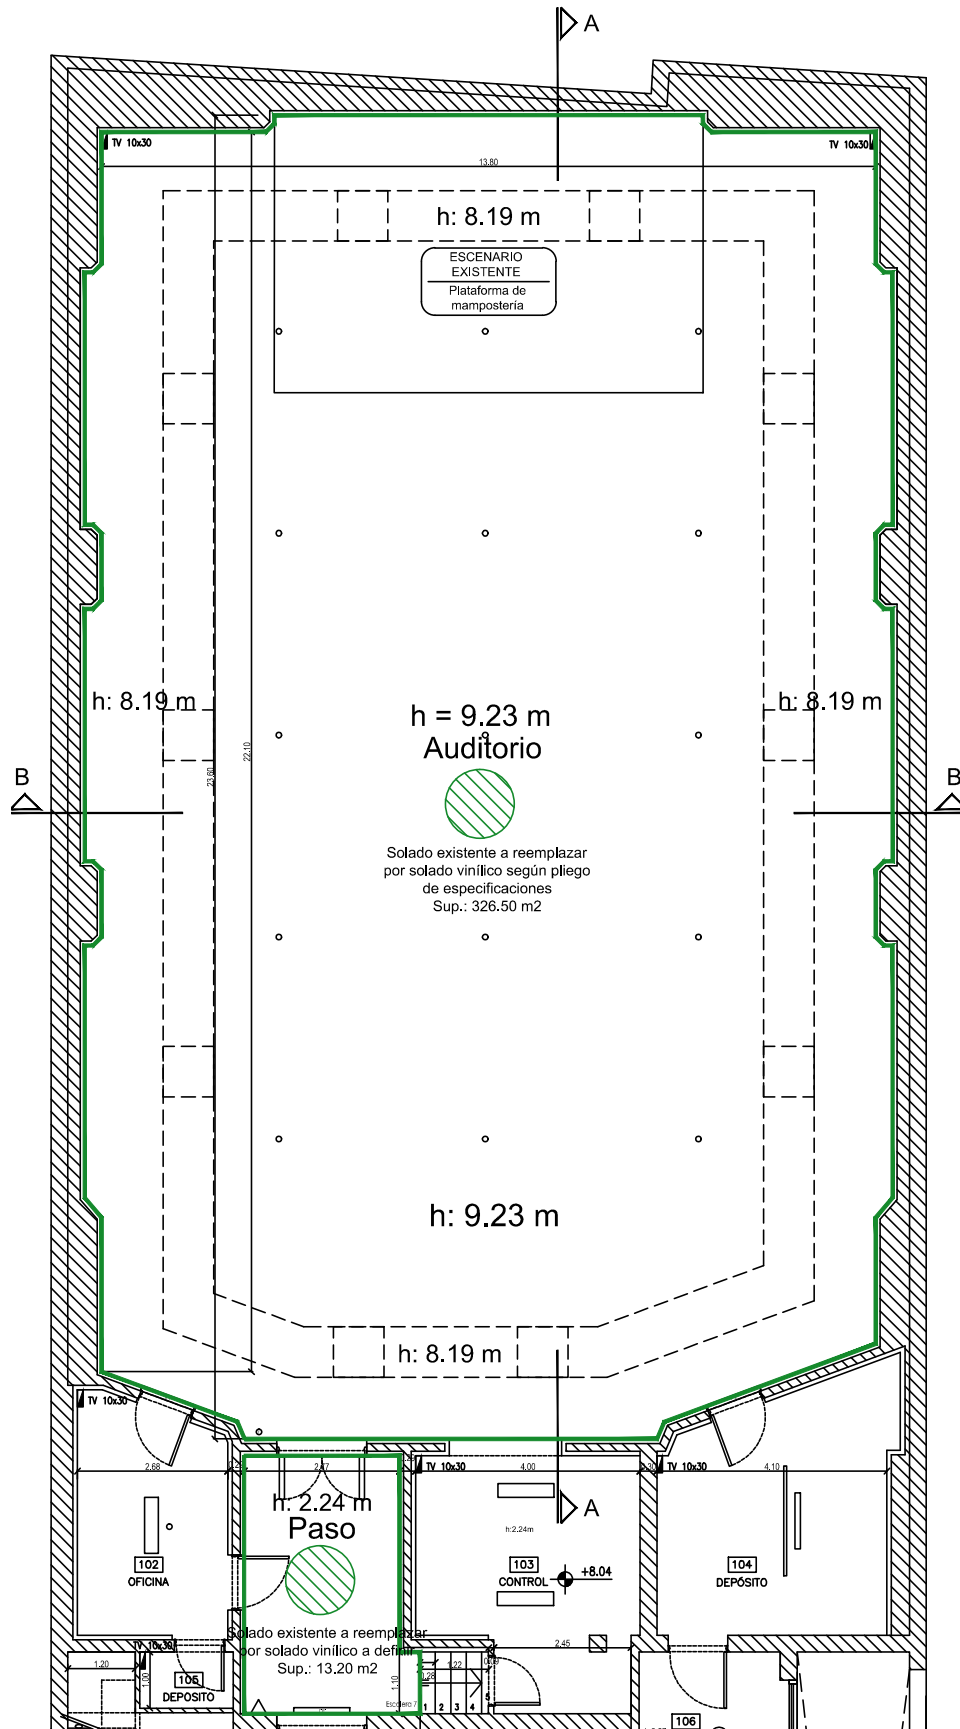 A
TV 10x30
TV 10x30
13.80
h: 8.19 m
ESCENARIO
EXISTENTE
Plataforma de
mampostería
h: 8.19 m
h: 8.19 m
h = 9.23 m
Auditorio
22.10
23.60
B
B
Solado existente a reemplazar
por solado vinílico según pliego
de especificaciones
Sup.: 326.50 m2
h: 9.23 m
h: 8.19 m
TV 10x30
TV 10x30
TV 10x30
2.68
4.00
4.10
h: 2.24 m
Paso
A
h:2.24m
102
OFICINA
103
CONTROL
+8.04
104
DEPÓSITO
Solado existente a reemplazar
por solado vinílico a definir
Sup.: 13.20 m2
TV 10x30
2.45
1.20
1.00
105
DEPOSITO
1.10
1.22
0.28
1 2 3 4 5
106